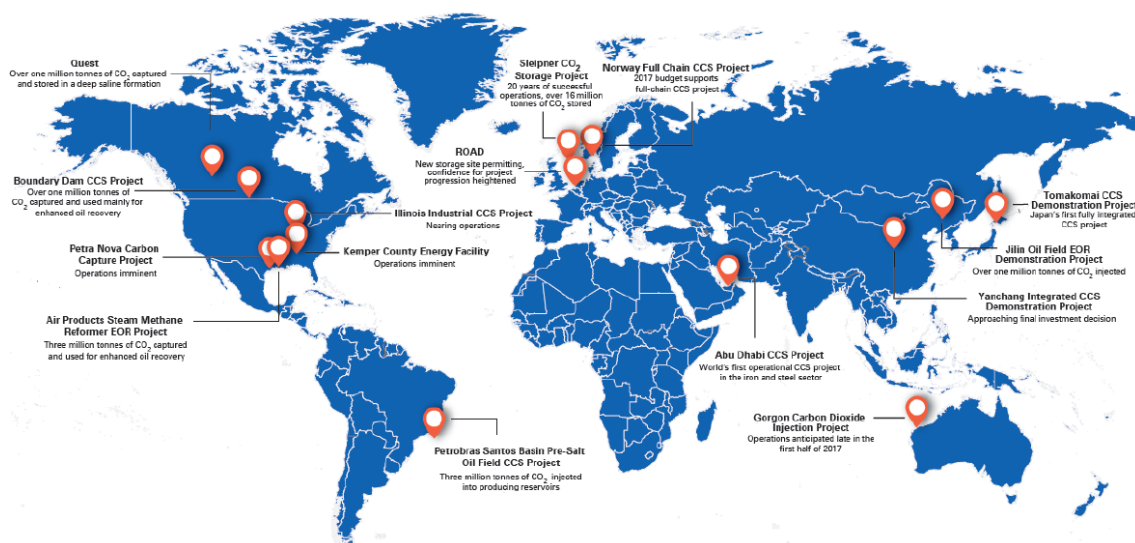 Quest
Over one million tonnes of CO₂ captured
and stored in a deep saline formation
Boundary Dam CCS Project
Over one million tonnes of
CO₂ captured and used mainly for
enhanced oil recovery
Petra Nova Carbon
Capture Project
Operations imminent
Air Products Steam Methane
Reformer EOR Project
Three million tonnes of CO₂ captured
and used for enhanced oil recovery
Illinois Industrial CCS Project
Nearing operations
Kemper County Energy Facility
Operations imminent
Petrobras Santos Basin Pre-Salt
Oil Field CCS Project
Three million tonnes of CO₂ injected
into producing reservoirs
Sleipner CO₂
Storage Project
20 years of successful
operations, over 16 million
tonnes of CO₂ stored
Norway Full Chain CCS Project
2017 budget supports
full-chain CCS project
ROAD
New storage site permitting,
confidence for project
progression heightened
Abu Dhabi CCS Project
World's first operational CCS project
in the iron and steel sector
Tomakomai CCS
Demonstration Project
Japan's first fully integrated
CCS project
Jilin Oil Field EOR
Demonstration Project
Over one million tonnes of CO₂ injected
Yanchang Integrated CCS
Demonstration Project
Approaching final investment decision
Gorgon Carbon Dioxide
Injection Project
Operations anticipated late in the
first half of 2017